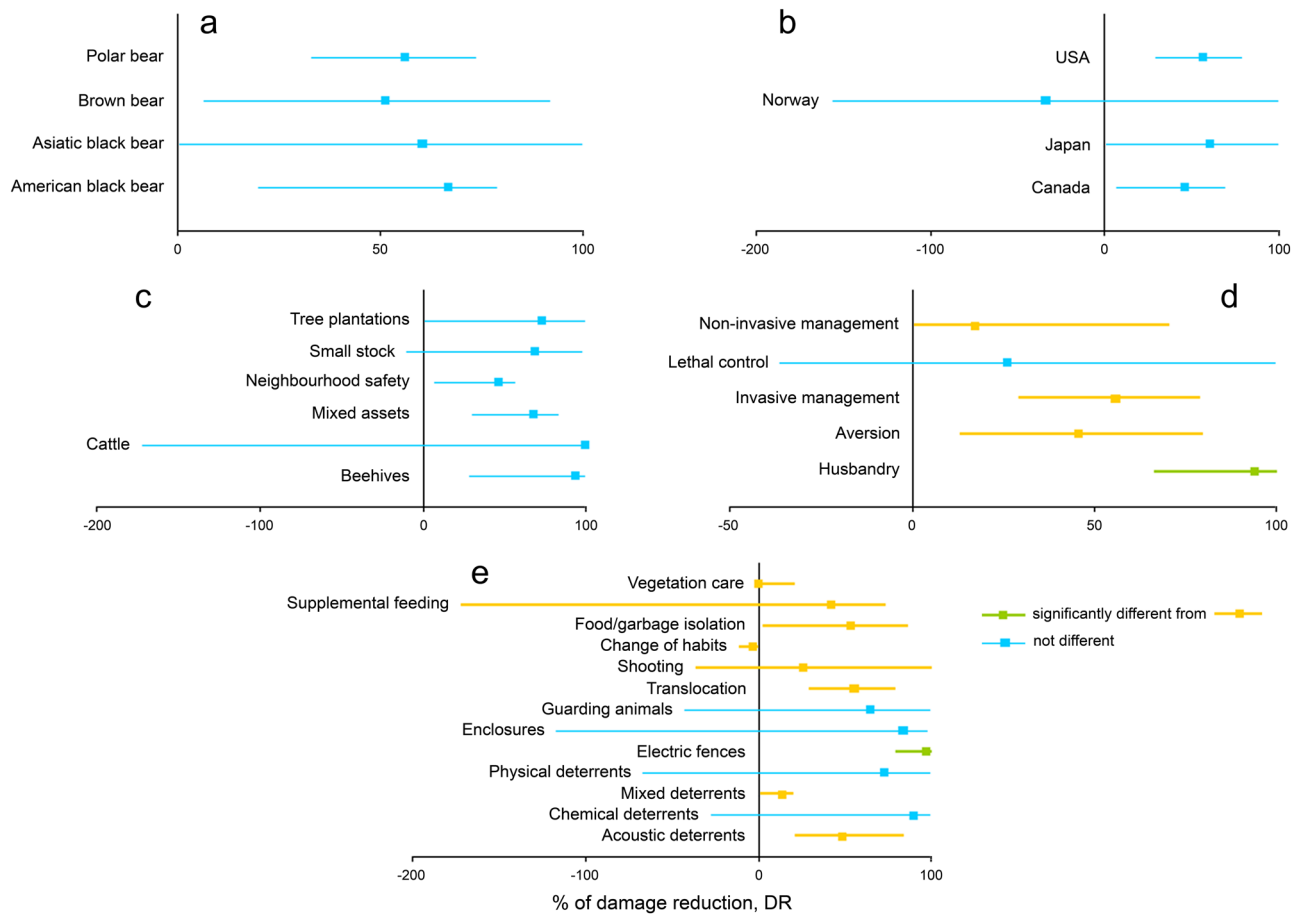 a
Polar bear
Brown bear
Asiatic black bear
American black bear
0
50
100
b
USA
Norway
Japan
Canada
-200
-100
0
100
c
Tree plantations
Small stock
Neighbourhood safety
Mixed assets
Cattle
Beehives
-200
-100
0
100
d
Non-invasive management
Lethal control
Invasive management
Aversion
Husbandry
-50
0
50
100
e
Vegetation care
Supplemental feeding
Food/garbage isolation
Change of habits
Shooting
Translocation
Guarding animals
Enclosures
Electric fences
Physical deterrents
Mixed deterrents
Chemical deterrents
Acoustic deterrents
-200
-100
0
100
% of damage reduction, DR
significantly different from
not different